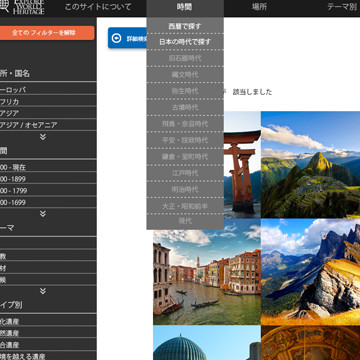 EXPLORE
WORLD
HERITAGE
このサイトについて
時間
場所
テーマ別
全てのフィルターを解除
詳細検索
西暦で探す
日本の時代で探す
旧石器時代
縄文時代
弥生時代
古墳時代
飛鳥・奈良時代
平安・院政時代
鎌倉・室町時代
江戸時代
明治時代
大正・昭和前半
現代
該当しました
所・国名
ーロッパ
フリカ
アジア
アジア / オセアニア
間
00 - 現在
00 -1899
00 - 1799
00 -1699
ーマ
教
材
候
イプ別
化遺産
然遺産
合遺産
境を越える遺産